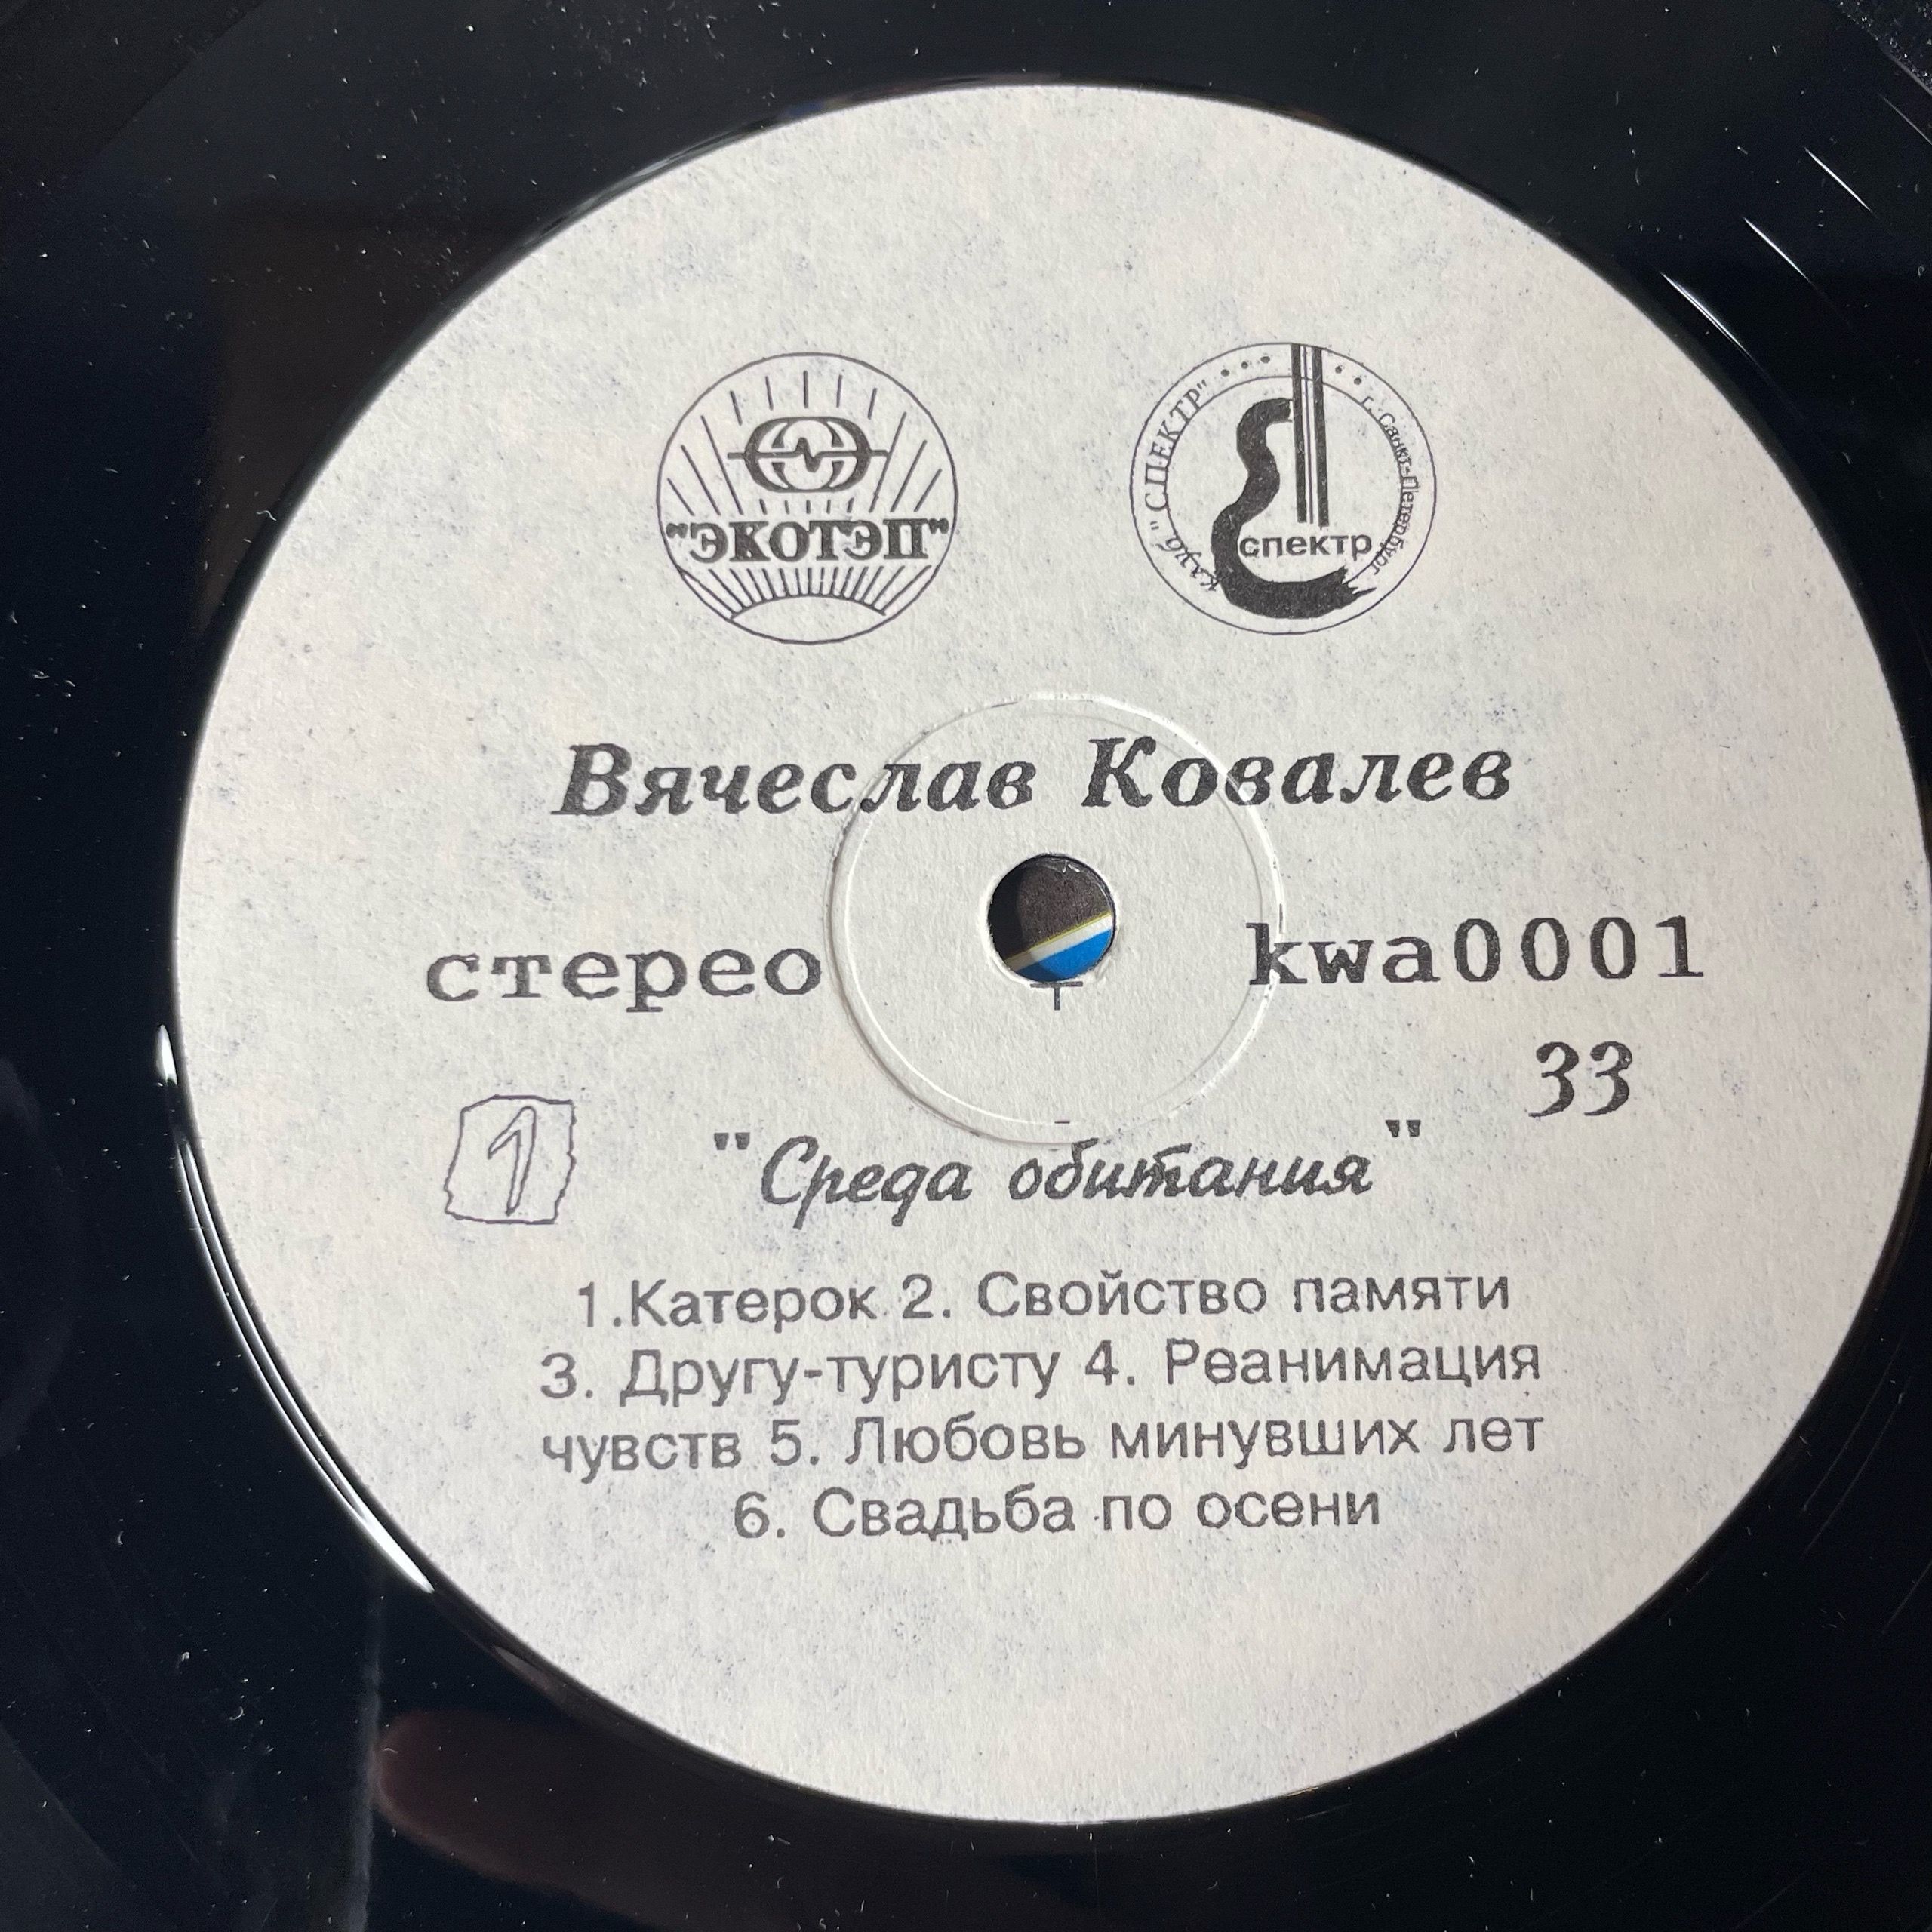 "ЭКОТЭП"
клуб "СПЕКТР" • • •
• • • г. Санкт-Петербург
спектр
Вячеслав Ковалев
стерео
kwa0001
33
1
"Среда обитания"
1.Катерок 2. Свойство памяти
3. Другу-туристу 4. Реанимация
чувств 5. Любовь минувших лет
6. Свадьба по осени